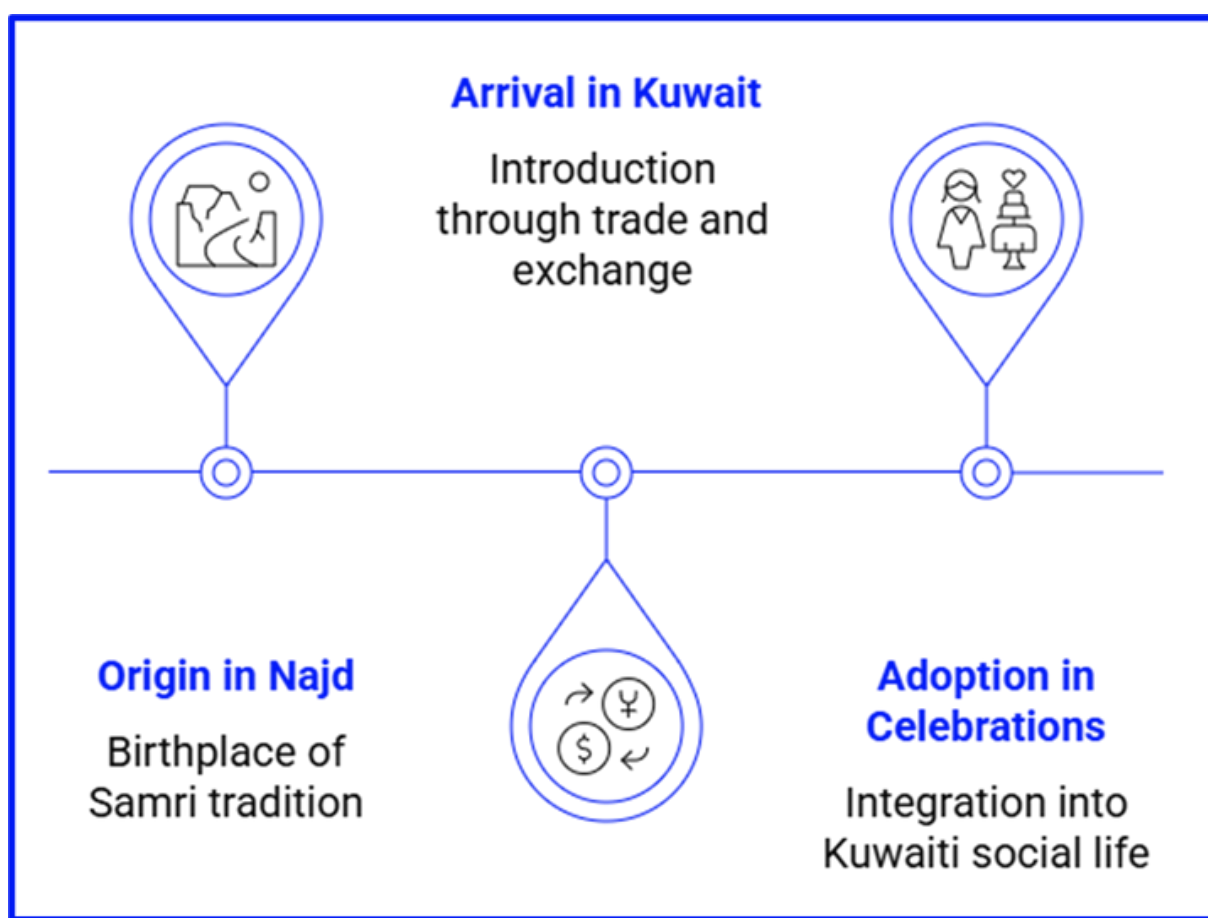 Arrival in Kuwait
Introduction
through trade and
exchange
$
¥
Origin in Najd
Birthplace of
Samri tradition
Adoption in
Celebrations
Integration into
Kuwaiti social life